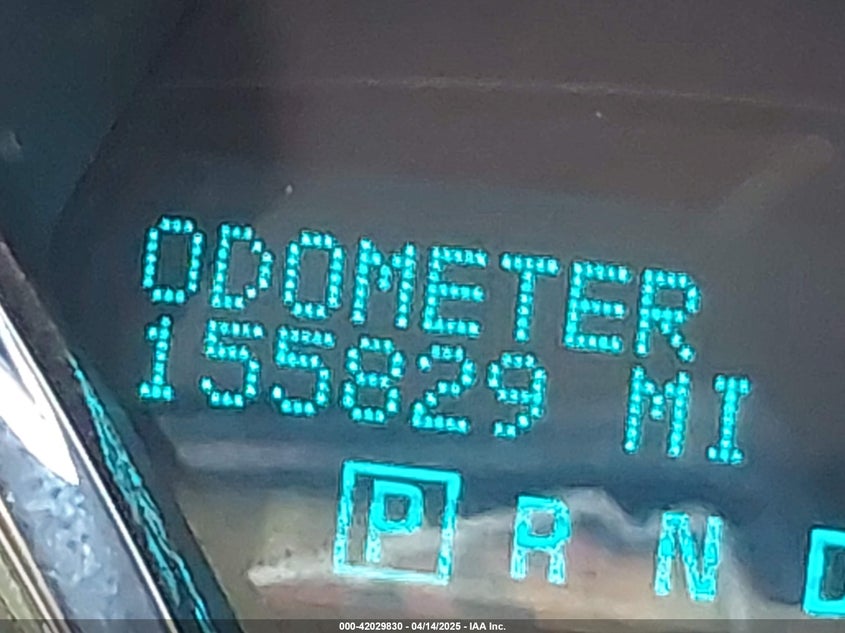 ODOMETER
155829 MI
P R N D
000-42029830 - 04/14/2025 - IAA Inc.